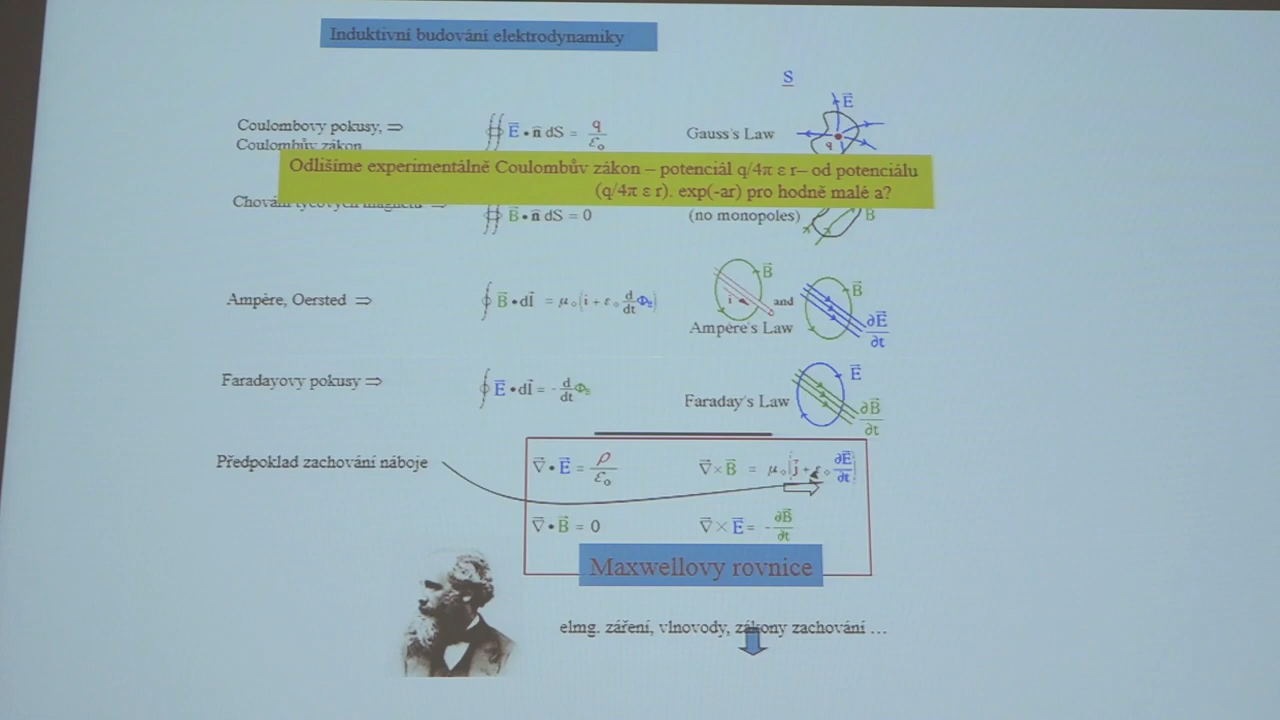 Induktivní budování elektrodynamiky
S
E
Coulombovy pokusy, ⇒
Coulombův zákon
∯ E⃗ • n̂ dS = q/ε₀
Gauss's Law
q
Odlišíme experimentálně Coulombův zákon – potenciál q/4π ε r– od potenciálu
(q/4π ε r). exp(-ar) pro hodně malé a?
∯ B⃗ • n̂ dS = 0
(no monopoles)
B
Ampère, Oersted ⇒
∮ B⃗ • dl⃗ = μ₀(i + ε₀ d/dt Φ)
B⃗
i
and
B⃗
∂E⃗/∂t
Ampère's Law
Faradayovy pokusy ⇒
∮ E⃗ • dl⃗ = - d/dt Φ
Faraday's Law
E⃗
∂B⃗/∂t
Předpoklad zachování náboje
∇⃗ • E⃗ = ρ/ε₀
∇⃗ × B⃗ = μ₀(j⃗ + ε₀ ∂E⃗/∂t)
∇⃗ • B⃗ = 0
∇⃗ × E⃗ = - ∂B⃗/∂t
Maxwellovy rovnice
elmg. záření, vlnovody, zákony zachování …